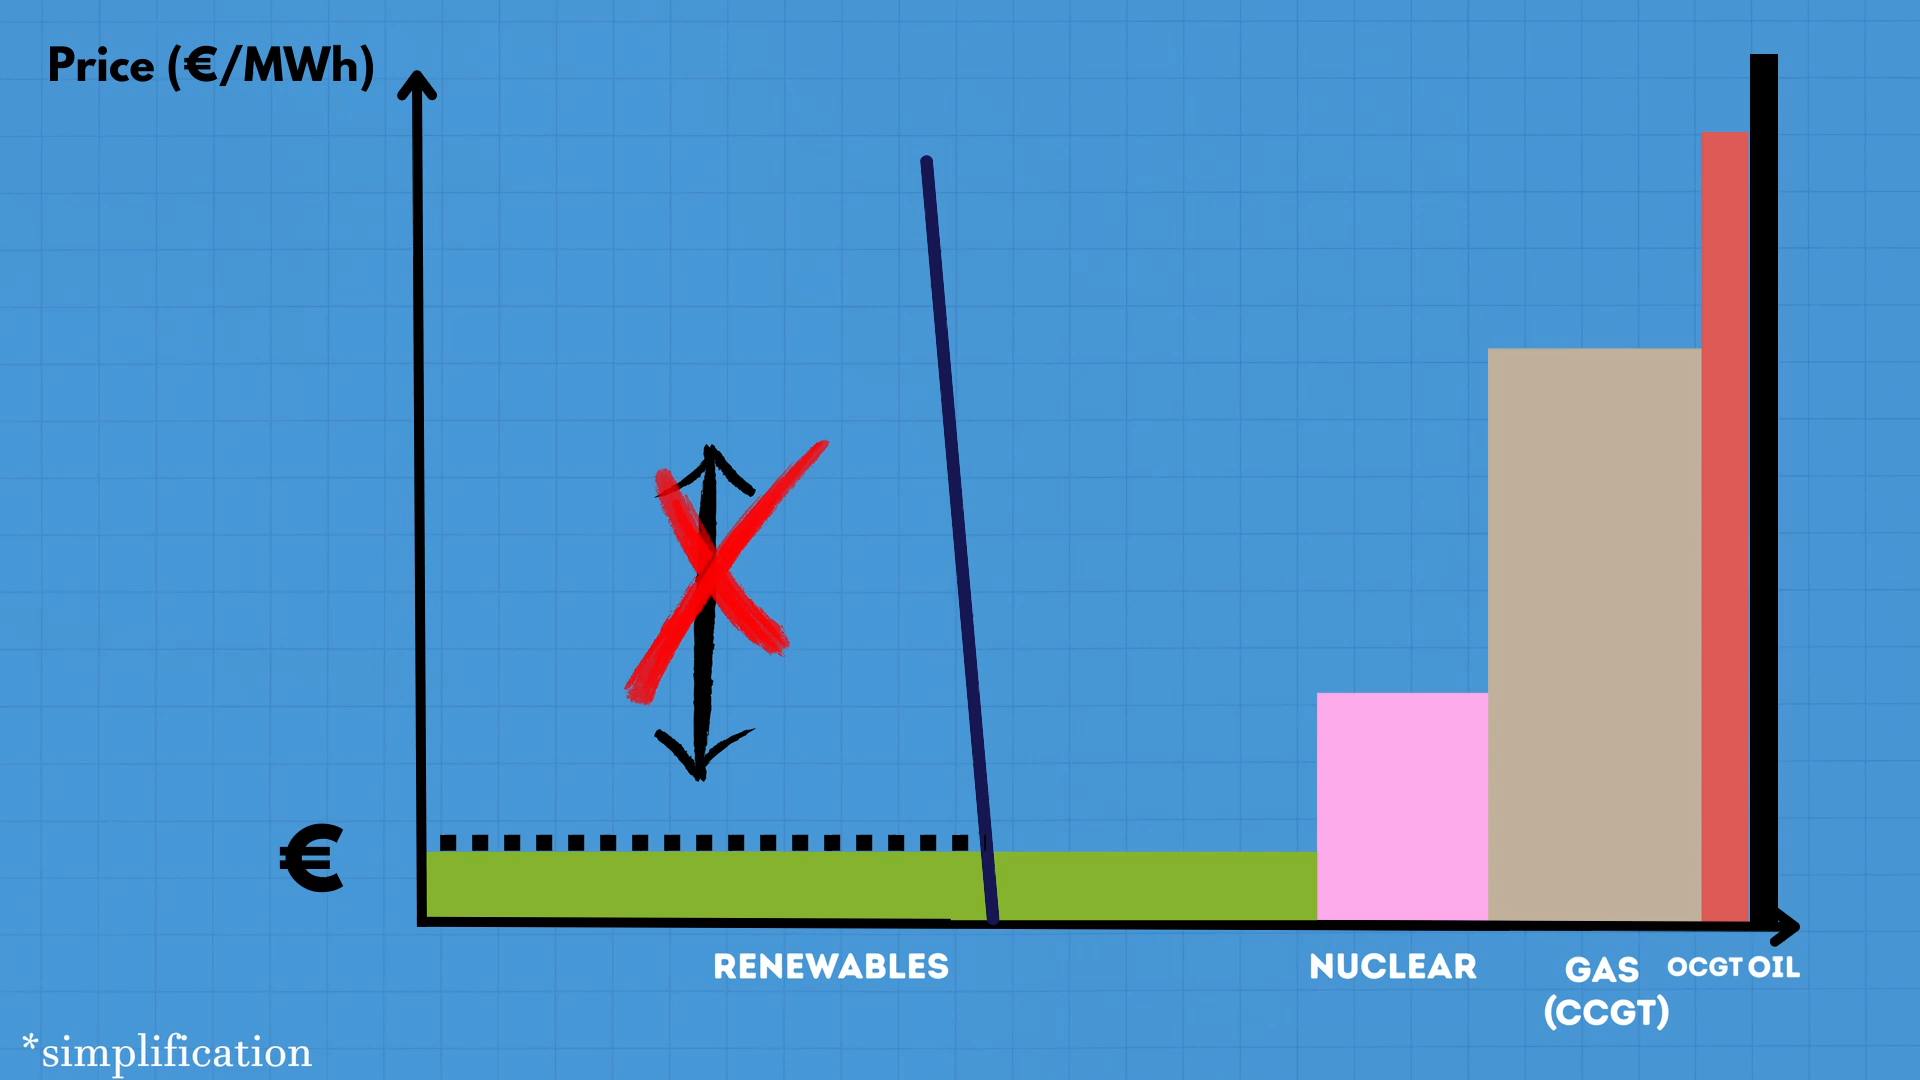 Price (€/MWh)
€
RENEWABLES
NUCLEAR
GAS
(CCGT)
OCGT
OIL
*simplification